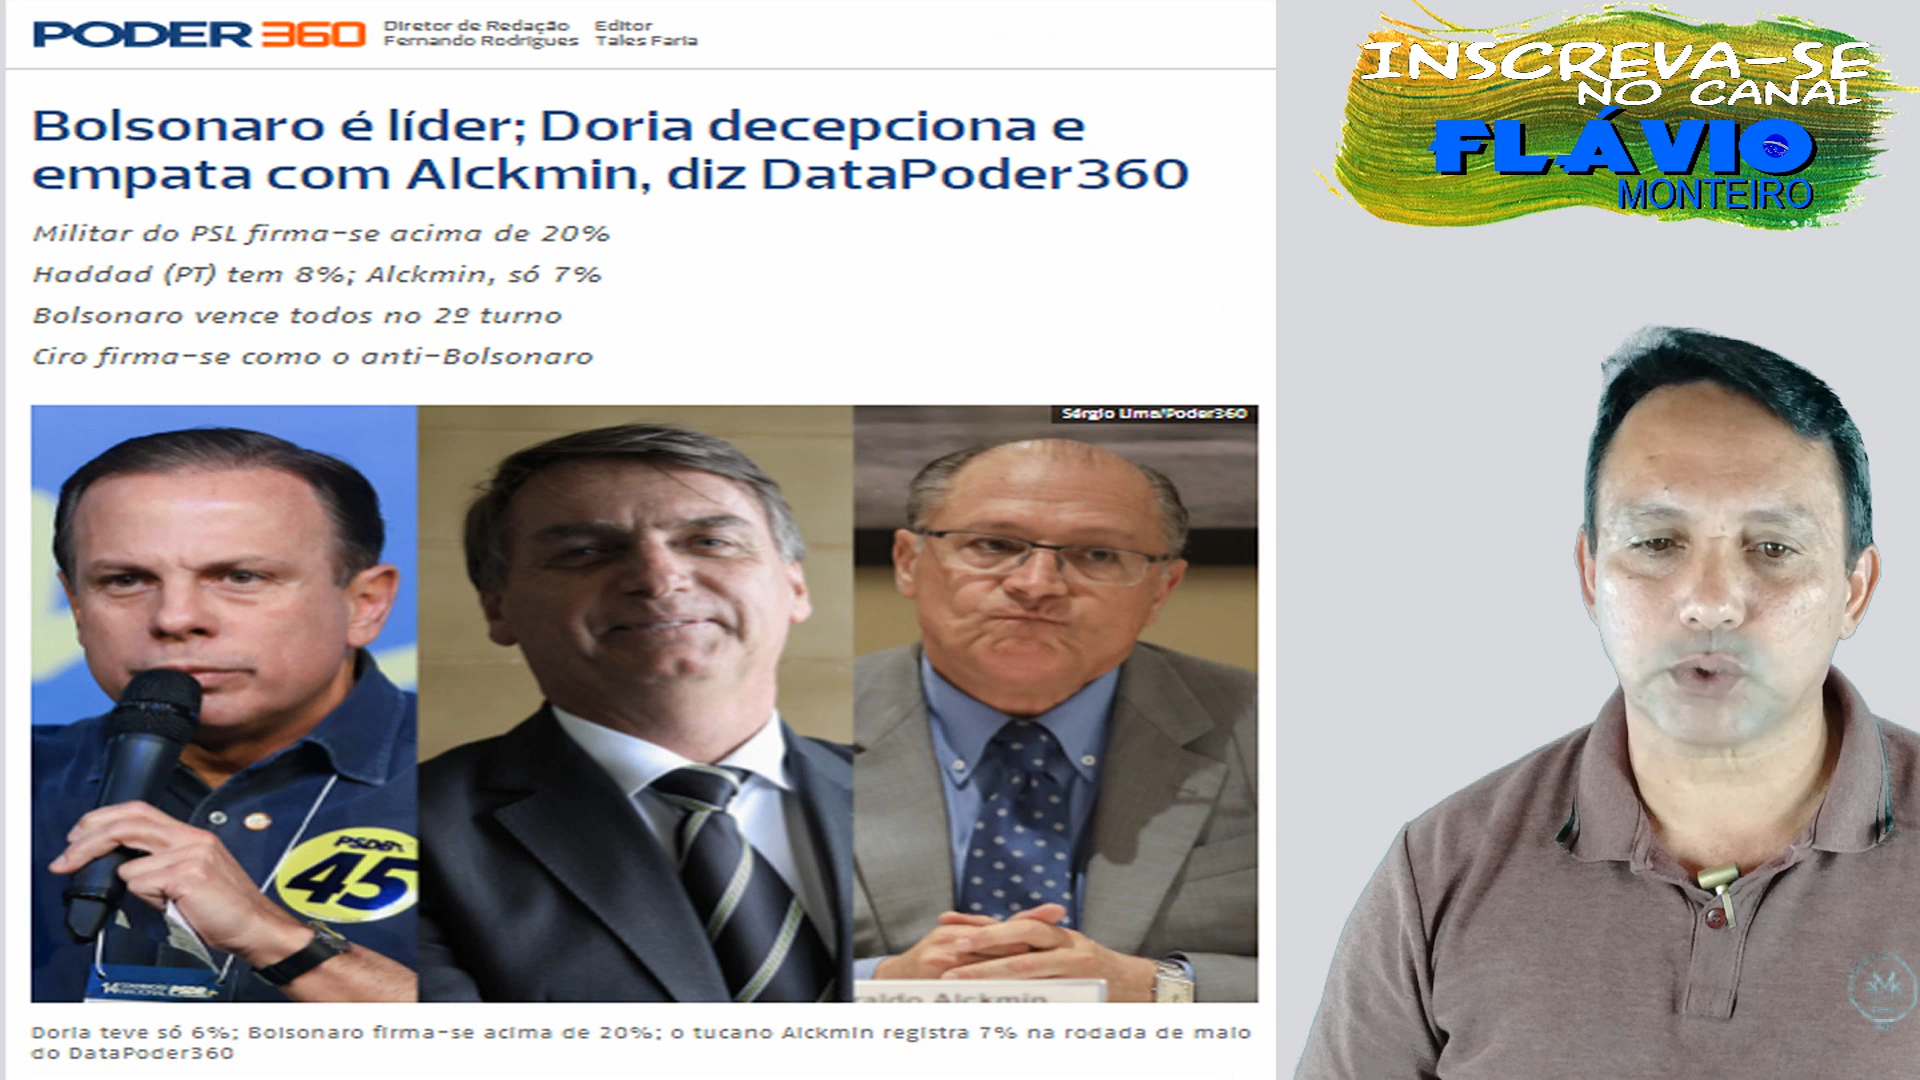 PODER 360
Diretor de Redação Editor
Fernando Rodrigues Tales Faria
Bolsonaro é líder; Doria decepciona e
empata com Alckmin, diz DataPoder360
Militar do PSL firma-se acima de 20%
Haddad (PT) tem 8%; Alckmin, só 7%
Bolsonaro vence todos no 2º turno
Ciro firma-se como o anti-Bolsonaro
Sérgio Lima/Poder360
PSDB
45
raldo Alckmin
Doria teve só 6%; Bolsonaro firma-se acima de 20%; o tucano Alckmin registra 7% na rodada de maio
do DataPoder360
INSCREVA-SE
NO CANAL
FLÁVIO
MONTEIRO